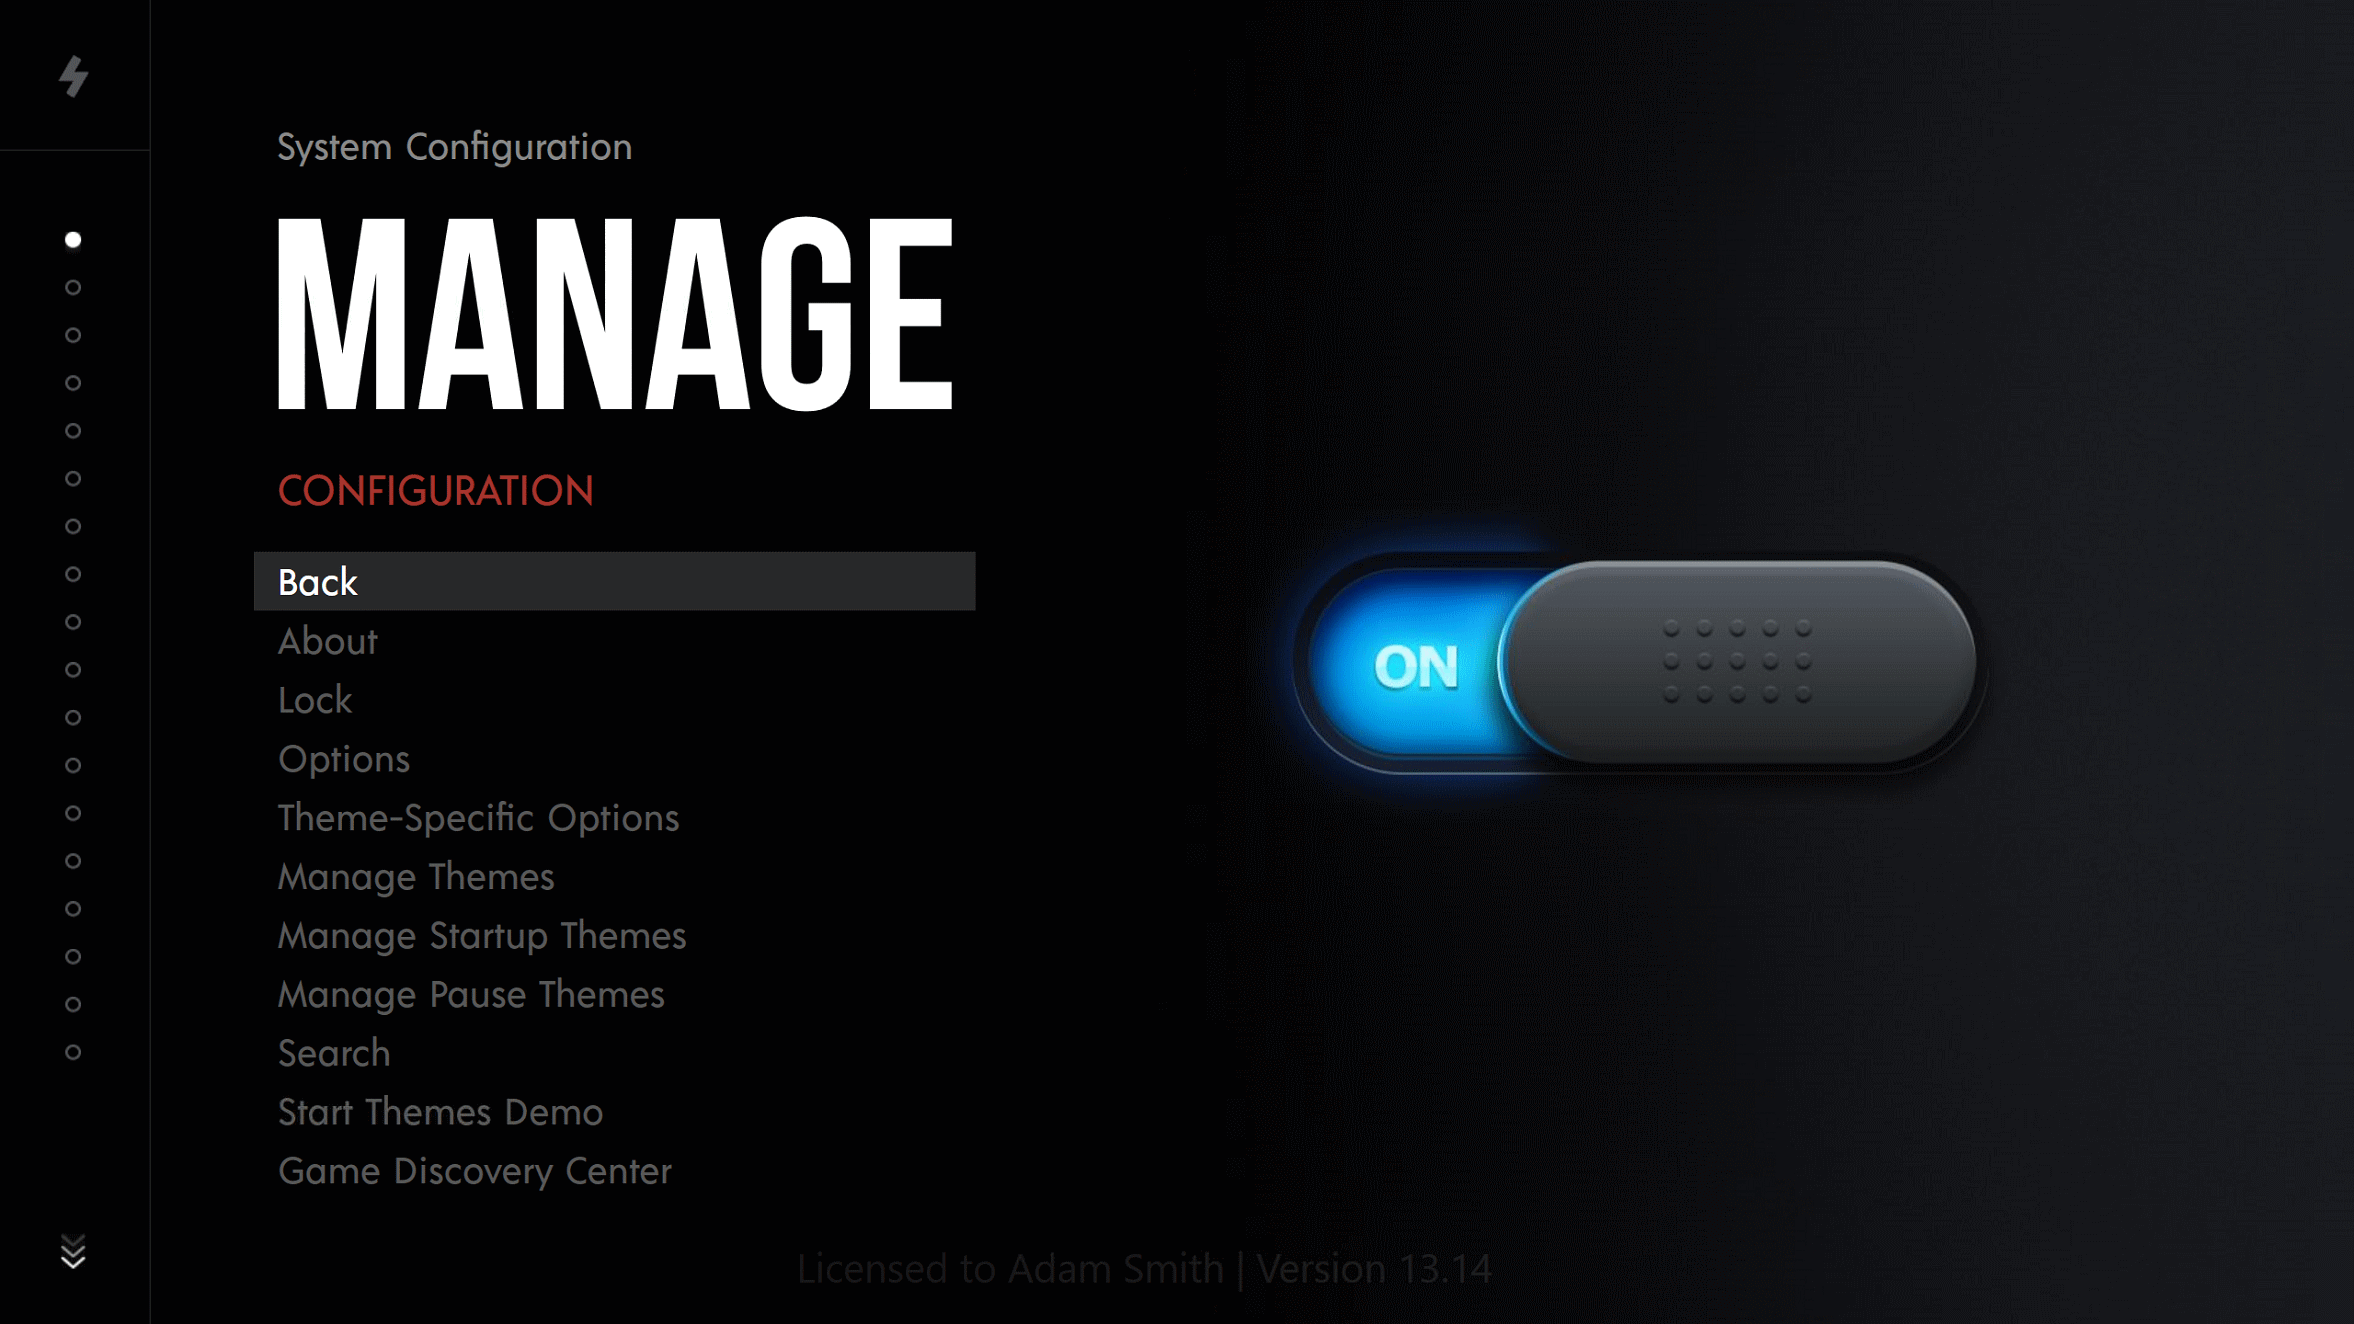 System Configuration
MANAGE
CONFIGURATION
Back
About
Lock
Options
Theme-Specific Options
Manage Themes
Manage Startup Themes
Manage Pause Themes
Search
Start Themes Demo
Game Discovery Center
ON
Licensed to Adam Smith | Version 13.14